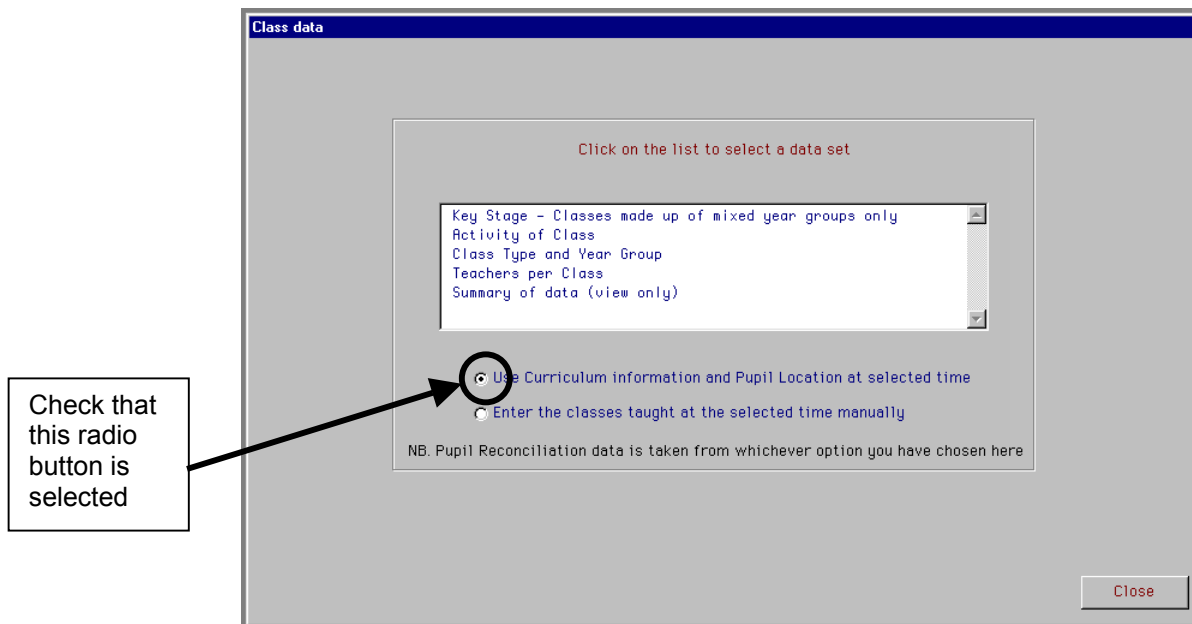 Class data
Click on the list to select a data set
Key Stage - Classes made up of mixed year groups only
Activity of Class
Class Type and Year Group
Teachers per Class
Summary of data (view only)
Use Curriculum information and Pupil Location at selected time
Enter the classes taught at the selected time manually
NB. Pupil Reconciliation data is taken from whichever option you have chosen here
Check that
this radio
button is
selected
Close